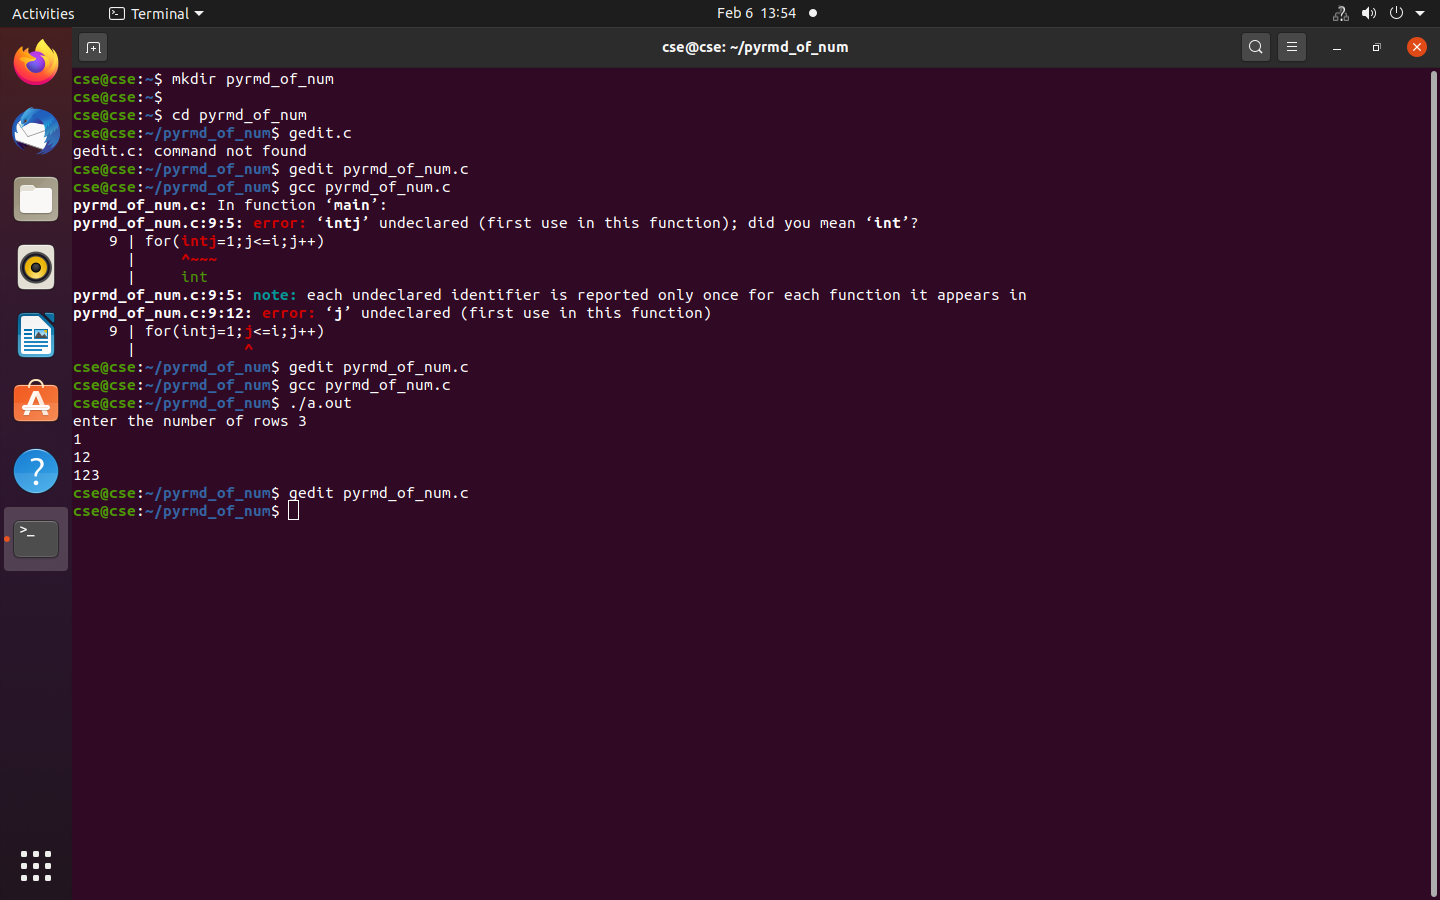 Activities
Terminal
Feb 6 13:54
cse@cse: ~/pyrmd_of_num
cse@cse:~$ mkdir pyrmd_of_num
cse@cse:~$
cse@cse:~$ cd pyrmd_of_num
cse@cse:~/pyrmd_of_num$ gedit.c
gedit.c: command not found
cse@cse:~/pyrmd_of_num$ gedit pyrmd_of_num.c
cse@cse:~/pyrmd_of_num$ gcc pyrmd_of_num.c
pyrmd_of_num.c: In function ‘main’:
pyrmd_of_num.c:9:5: error: ‘intj’ undeclared (first use in this function); did you mean ‘int’?
    9 | for(intj=1;j<=i;j++)
      |     ^~~~
      |     int
pyrmd_of_num.c:9:5: note: each undeclared identifier is reported only once for each function it appears in
pyrmd_of_num.c:9:12: error: ‘j’ undeclared (first use in this function)
    9 | for(intj=1;j<=i;j++)
      |            ^
cse@cse:~/pyrmd_of_num$ gedit pyrmd_of_num.c
cse@cse:~/pyrmd_of_num$ gcc pyrmd_of_num.c
cse@cse:~/pyrmd_of_num$ ./a.out
enter the number of rows 3
1
12
123
cse@cse:~/pyrmd_of_num$ gedit pyrmd_of_num.c
cse@cse:~/pyrmd_of_num$